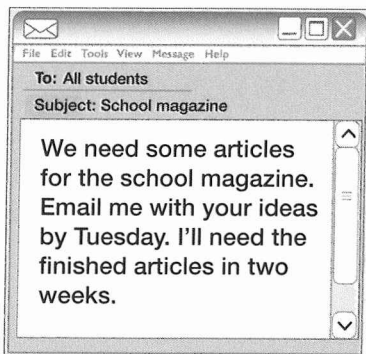 File Edit Tools View Message Help
To: All students
Subject: School magazine
We need some articles
for the school magazine.
Email me with your ideas
by Tuesday. I'll need the
finished articles in two
weeks.